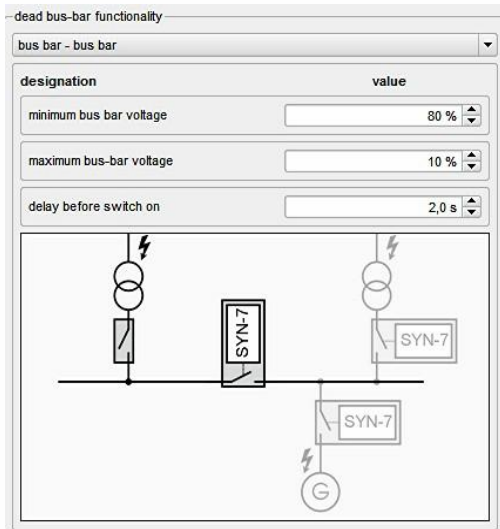 dead bus-bar functionality
bus bar - bus bar
designation value
minimum bus bar voltage 80 %
maximum bus-bar voltage 10 %
delay before switch on 2,0 s
SYN-7
SYN-7
SYN-7
G